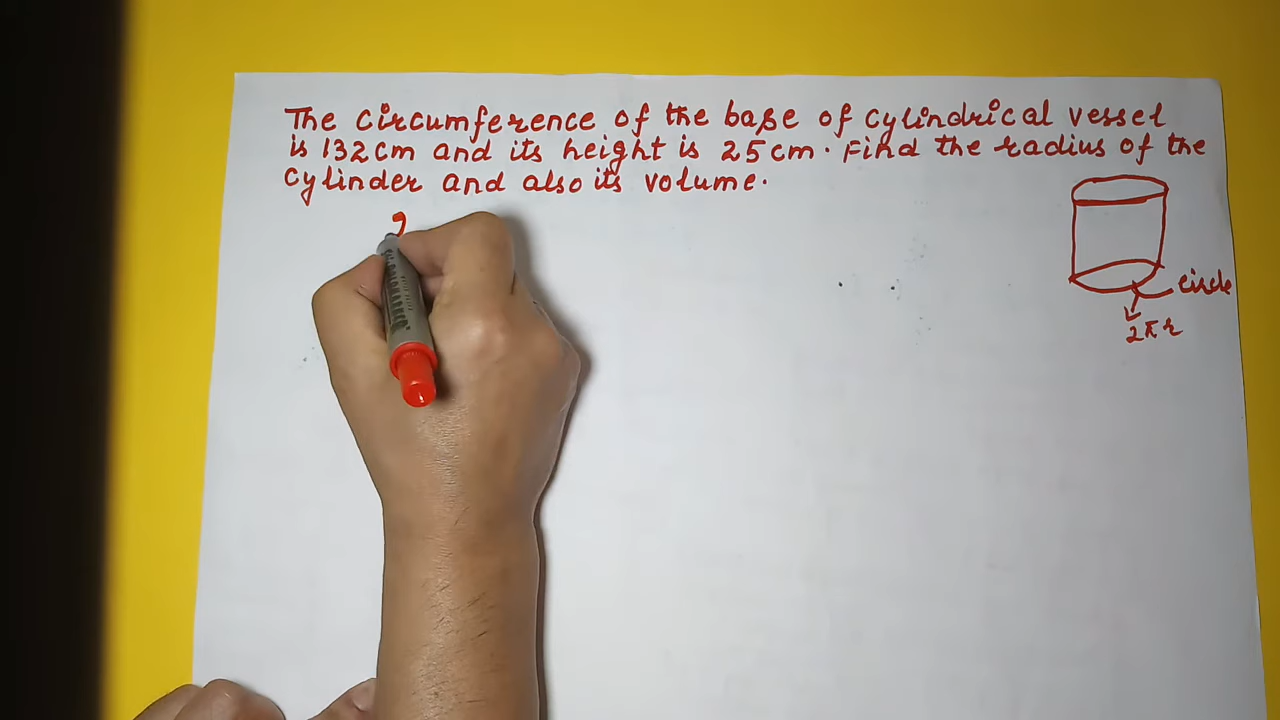 The circumference of the base of cylindrical vessel
is 132cm and its height is 25cm. Find the radius of the
cylinder and also its volume.
2
circle
2πr